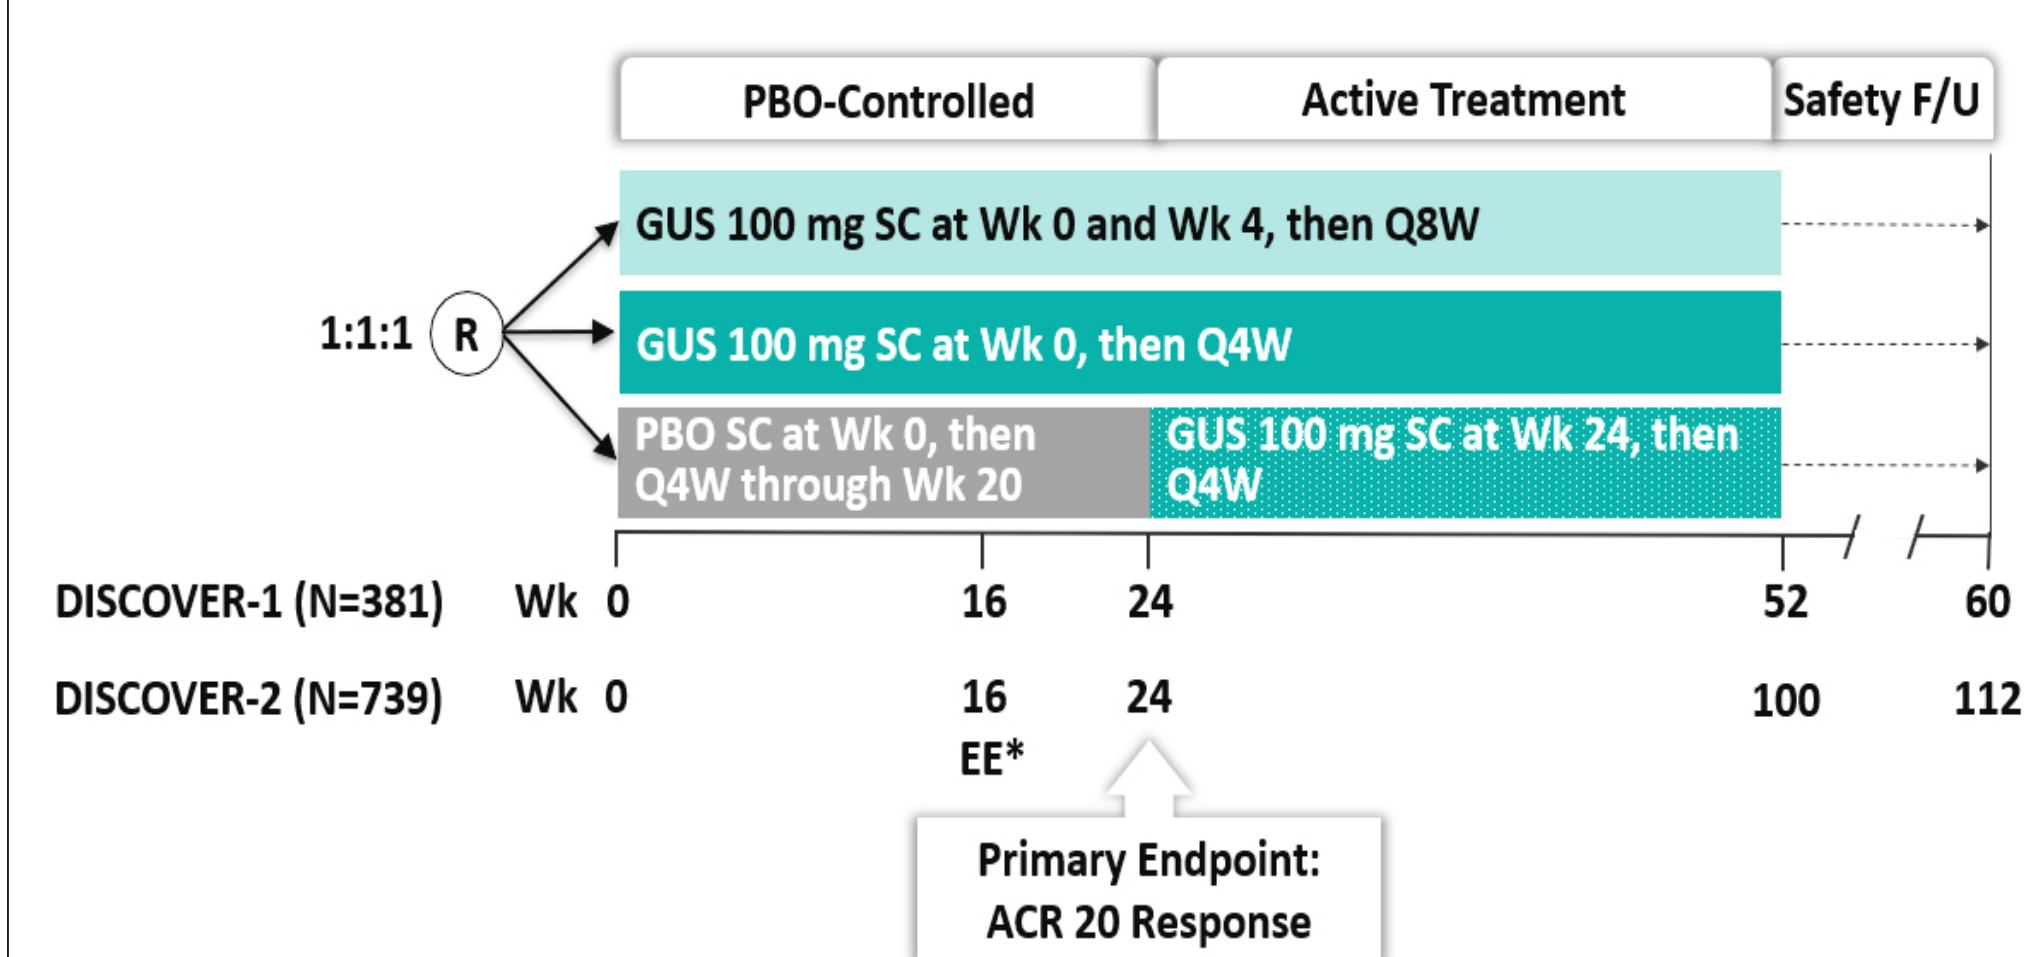 PBO-Controlled Active Treatment Safety F/U
GUS 100 mg SC at Wk 0 and Wk 4, then Q8W
1:1:1 R
GUS 100 mg SC at Wk 0, then Q4W
PBO SC at Wk 0, then
Q4W through Wk 20
GUS 100 mg SC at Wk 24, then
Q4W
DISCOVER-1 (N=381) Wk 0 16 24 52 60
DISCOVER-2 (N=739) Wk 0 16 24 100 112
EE*
Primary Endpoint:
ACR 20 Response